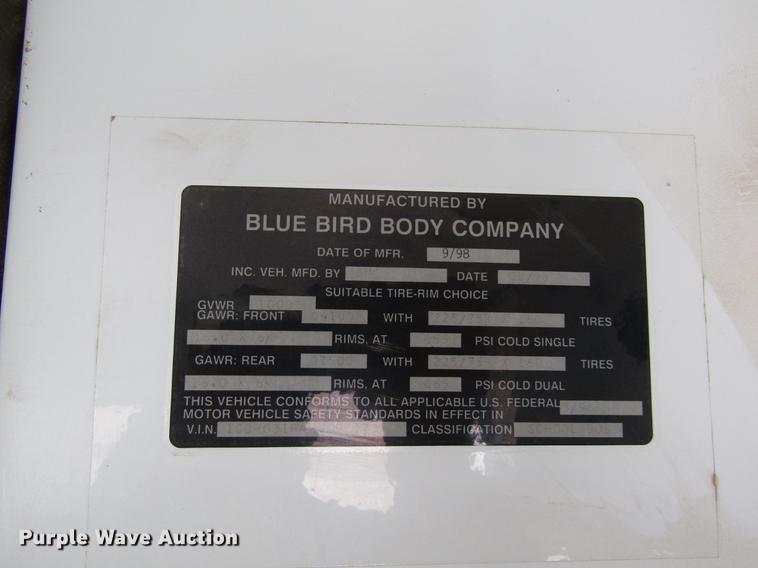 MANUFACTURED BY
BLUE BIRD BODY COMPANY
DATE OF MFR. 9/98
INC. VEH. MFD. BY DATE
SUITABLE TIRE-RIM CHOICE
GVWR
GAWR: FRONT WITH TIRES
RIMS, AT PSI COLD SINGLE
GAWR: REAR WITH TIRES
RIMS, AT PSI COLD DUAL
THIS VEHICLE CONFORMS TO ALL APPLICABLE U.S. FEDERAL
MOTOR VEHICLE SAFETY STANDARDS IN EFFECT IN
V.I.N. CLASSIFICATION SCHOOL BUS
Purple Wave Auction